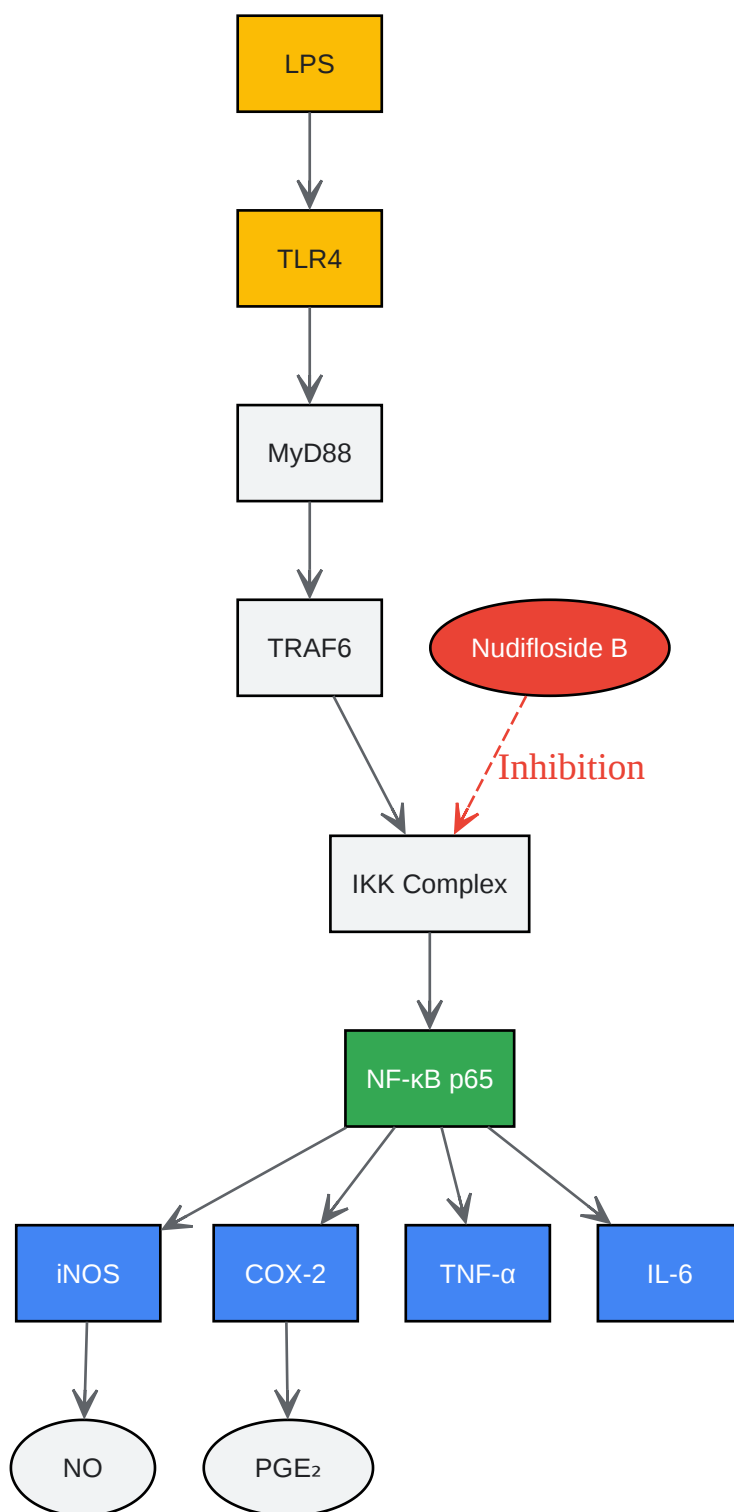 LPS
TLR4
MyD88
TRAF6
Nudifloside B
Inhibition
IKK Complex
NF-κB p65
iNOS
COX-2
TNF-α
IL-6
NO
PGE₂